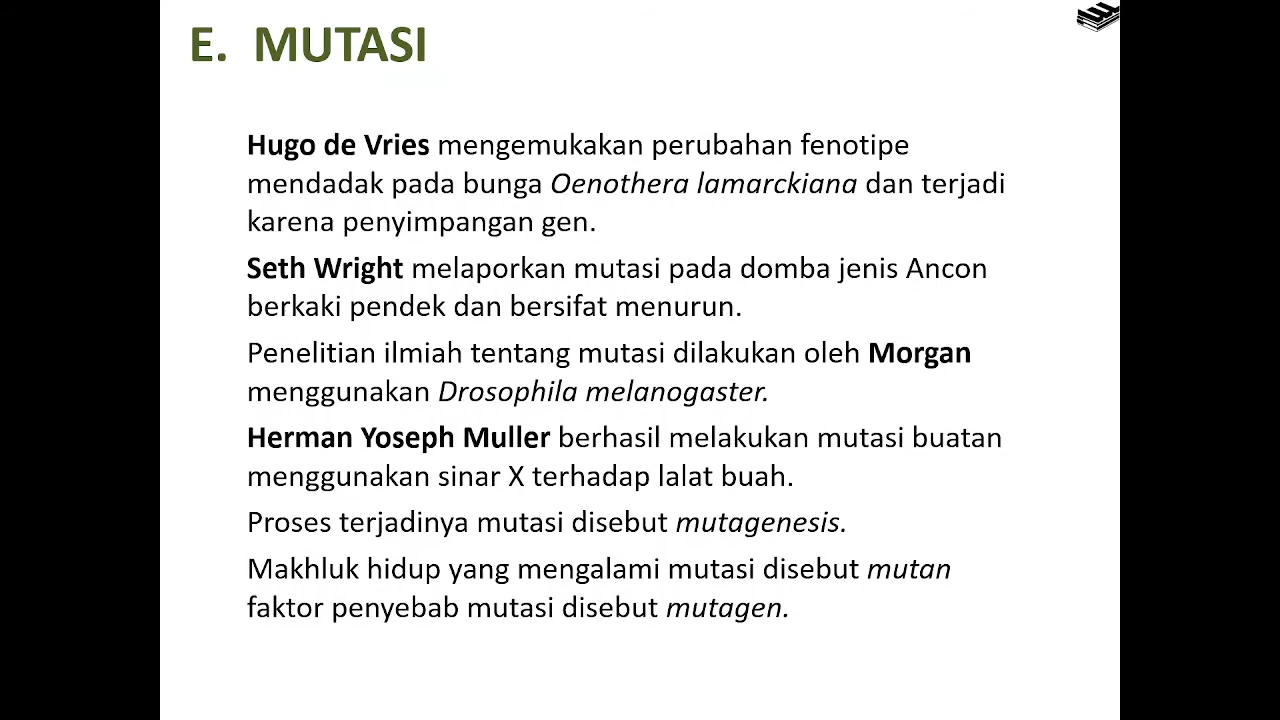 E. MUTASI
Hugo de Vries mengemukakan perubahan fenotipe
mendadak pada bunga Oenothera lamarckiana dan terjadi
karena penyimpangan gen.
Seth Wright melaporkan mutasi pada domba jenis Ancon
berkaki pendek dan bersifat menurun.
Penelitian ilmiah tentang mutasi dilakukan oleh Morgan
menggunakan Drosophila melanogaster.
Herman Yoseph Muller berhasil melakukan mutasi buatan
menggunakan sinar X terhadap lalat buah.
Proses terjadinya mutasi disebut mutagenesis.
Makhluk hidup yang mengalami mutasi disebut mutan
faktor penyebab mutasi disebut mutagen.